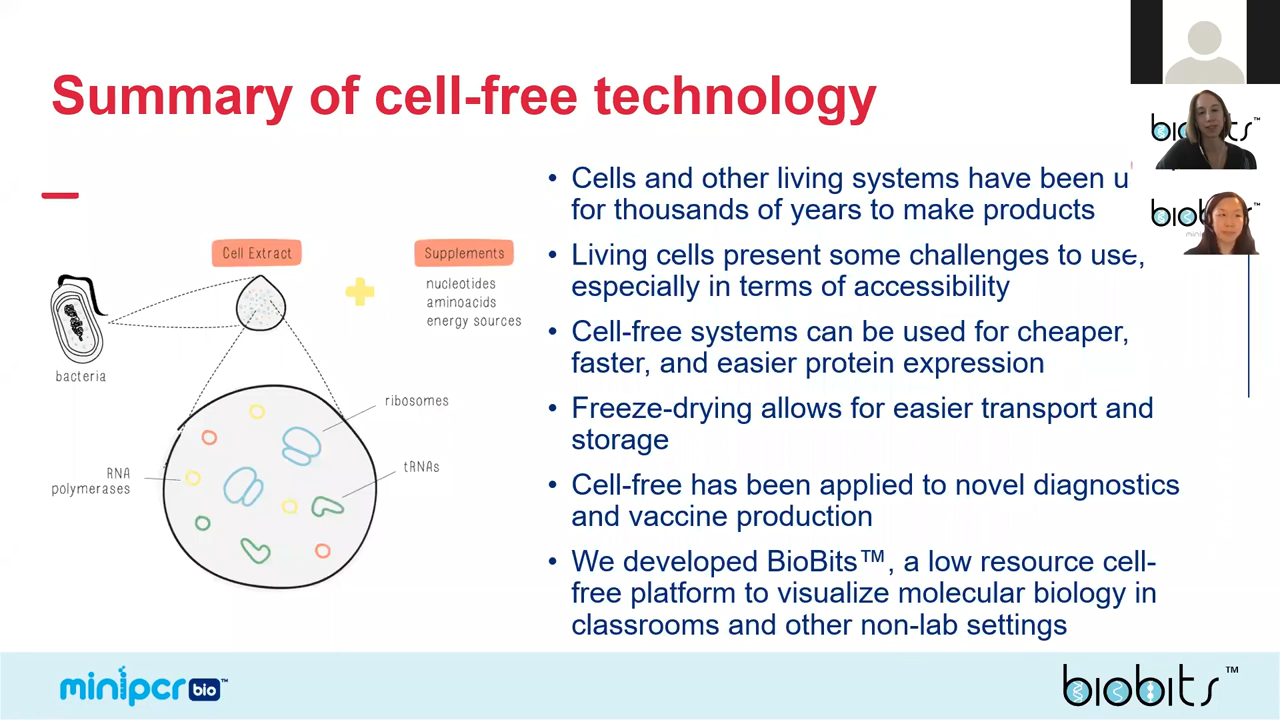 Summary of cell-free technology
• Cells and other living systems have been u
for thousands of years to make products
• Living cells present some challenges to use,
especially in terms of accessibility
• Cell-free systems can be used for cheaper,
faster, and easier protein expression
• Freeze-drying allows for easier transport and
storage
• Cell-free has been applied to novel diagnostics
and vaccine production
• We developed BioBits™, a low resource cell-
free platform to visualize molecular biology in
classrooms and other non-lab settings
Cell Extract
Supplements
nucleotides
aminoacids
energy sources
bacteria
ribosomes
tRNAs
RNA
polymerases
minipcr bio™
biobits™